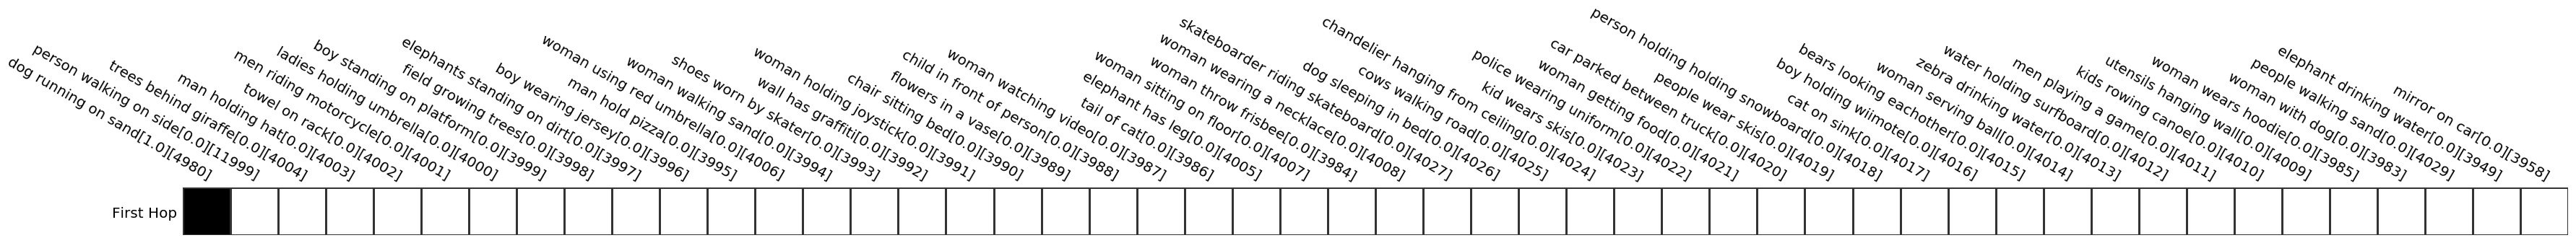 dog running on sand[1.0][4980]
person walking on side[0.0][11999]
trees behind giraffe[0.0][4004]
man holding hat[0.0][4003]
towel on rack[0.0][4002]
men riding motorcycle[0.0][4001]
ladies holding umbrella[0.0][4000]
boy standing on platform[0.0][3999]
field growing trees[0.0][3998]
elephants standing on dirt[0.0][3997]
boy wearing jersey[0.0][3996]
man hold pizza[0.0][3995]
woman using red umbrella[0.0][4006]
woman walking sand[0.0][3994]
shoes worn by skater[0.0][3993]
wall has graffiti[0.0][3992]
woman holding joystick[0.0][3991]
chair sitting bed[0.0][3990]
flowers in a vase[0.0][3989]
child in front of person[0.0][3988]
woman watching video[0.0][3987]
tail of cat[0.0][3986]
elephant has leg[0.0][4005]
woman sitting on floor[0.0][4007]
woman throw frisbee[0.0][3984]
woman wearing a necklace[0.0][4008]
skateboarder riding skateboard[0.0][4027]
dog sleeping in bed[0.0][4026]
cows walking road[0.0][4025]
chandelier hanging from ceiling[0.0][4024]
kid wears skis[0.0][4023]
police wearing uniform[0.0][4022]
woman getting food[0.0][4021]
car parked between truck[0.0][4020]
people wear skis[0.0][4019]
person holding holding snowboard[0.0][4018]
cat on sink[0.0][4017]
boy holding wiimote[0.0][4016]
bears looking eachother[0.0][4015]
woman serving ball[0.0][4014]
zebra drinking water[0.0][4013]
water holding surfboard[0.0][4012]
men playing a game[0.0][4011]
kids rowing canoe[0.0][4010]
utensils hanging wall[0.0][4009]
woman wears hoodie[0.0][3985]
woman with dog[0.0][3983]
people walking sand[0.0][4029]
elephant drinking water[0.0][3949]
mirror on car[0.0][3958]
First Hop